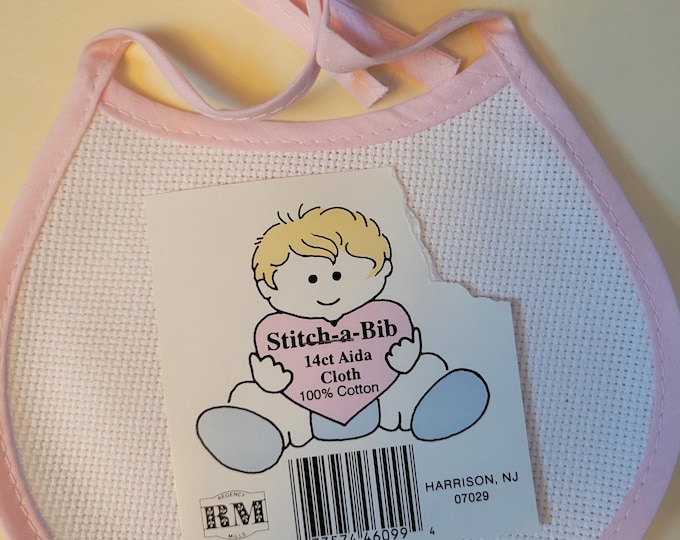 Stitch-a-Bib
14ct Aida
Cloth
100% Cotton
HARRISON, NJ
07029
REGENCY
RM
MILLS
46099 4